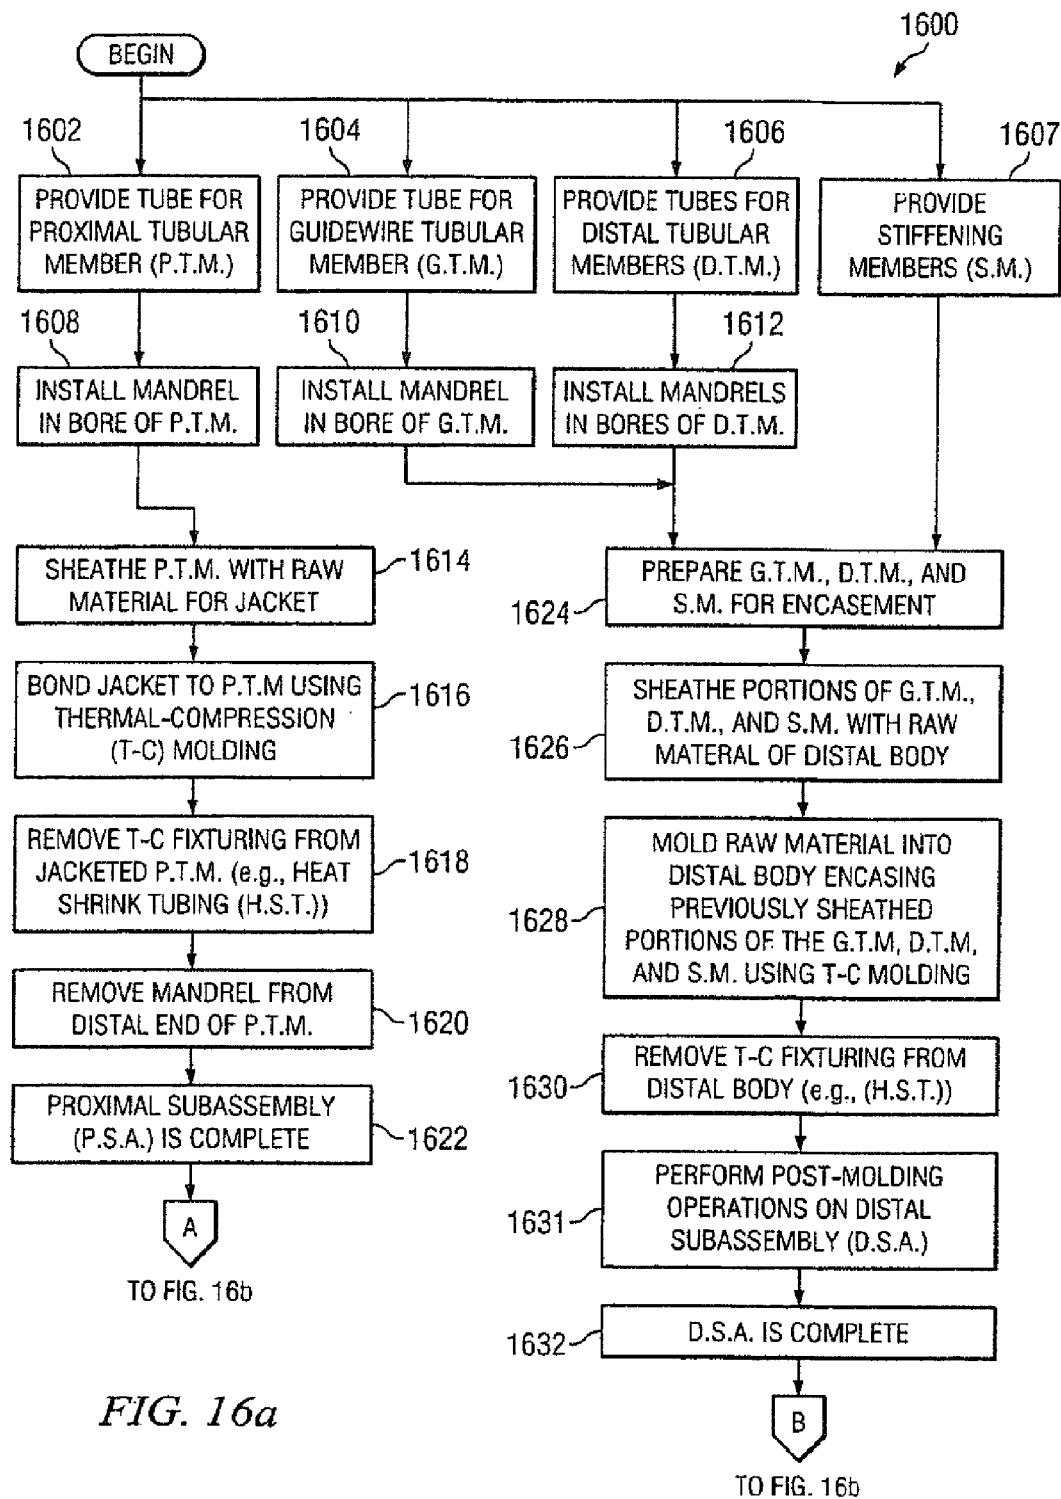 1600
BEGIN
1602
1604
1606
1607
PROVIDE TUBE FOR
PROXIMAL TUBULAR
MEMBER (P.T.M.)
PROVIDE TUBE FOR
GUIDEWIRE TUBULAR
MEMBER (G.T.M.)
PROVIDE TUBES FOR
DISTAL TUBULAR
MEMBERS (D.T.M.)
PROVIDE
STIFFENING
MEMBERS (S.M.)
1608
1610
1612
INSTALL MANDREL
IN BORE OF P.T.M.
INSTALL MANDREL
IN BORE OF G.T.M.
INSTALL MANDRELS
IN BORES OF D.T.M.
SHEATHE P.T.M. WITH RAW
MATERIAL FOR JACKET
1614
BOND JACKET TO P.T.M USING
THERMAL-COMPRESSION
(T-C) MOLDING
1616
REMOVE T-C FIXTURING FROM
JACKETED P.T.M. (e.g., HEAT
SHRINK TUBING (H.S.T.))
1618
REMOVE MANDREL FROM
DISTAL END OF P.T.M.
1620
PROXIMAL SUBASSEMBLY
(P.S.A.) IS COMPLETE
1622
A
TO FIG. 16b
PREPARE G.T.M., D.T.M., AND
S.M. FOR ENCASEMENT
1624
SHEATHE PORTIONS OF G.T.M.,
D.T.M., AND S.M. WITH RAW
MATERAL OF DISTAL BODY
1626
MOLD RAW MATERIAL INTO
DISTAL BODY ENCASING
PREVIOUSLY SHEATHED
PORTIONS OF THE G.T.M, D.T.M,
AND S.M. USING T-C MOLDING
1628
REMOVE T-C FIXTURING FROM
DISTAL BODY (e.g., (H.S.T.))
1630
PERFORM POST-MOLDING
OPERATIONS ON DISTAL
SUBASSEMBLY (D.S.A.)
1631
D.S.A. IS COMPLETE
1632
B
TO FIG. 16b
FIG. 16a